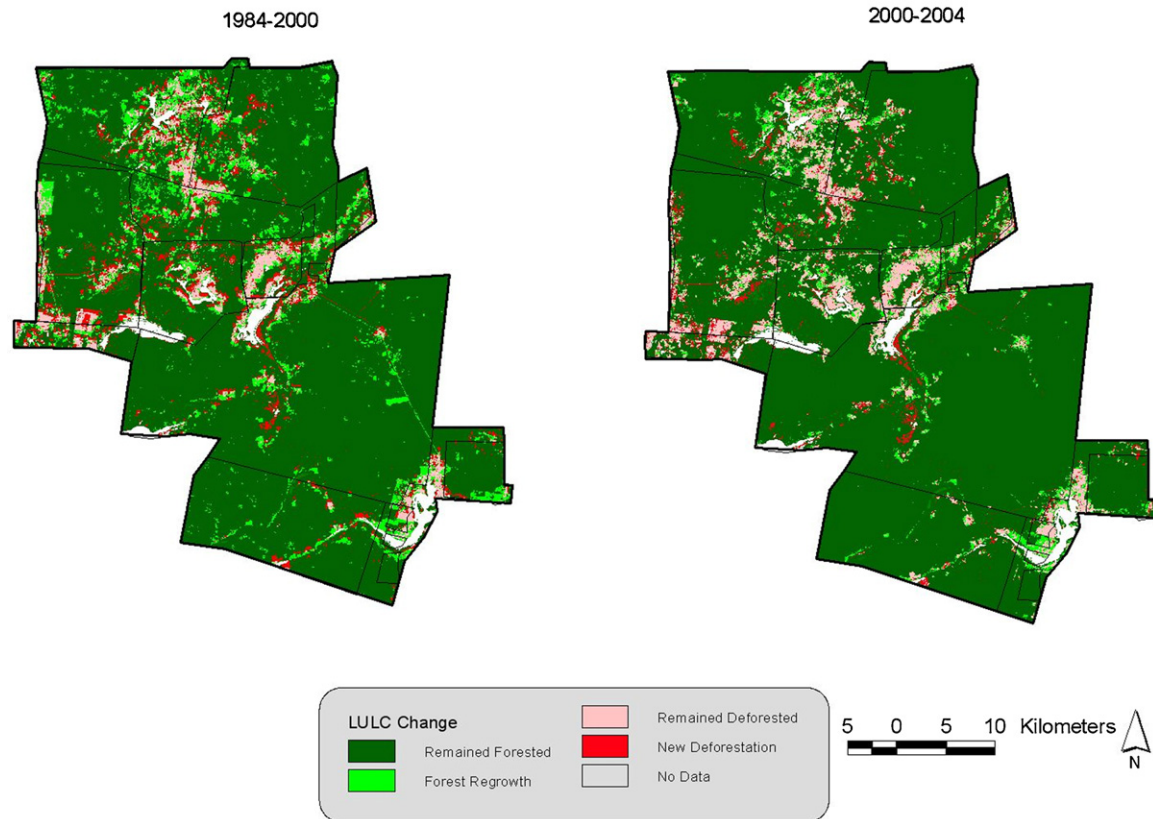 1984-2000
2000-2004
LULC Change
Remained Forested
Forest Regrowth
Remained Deforested
New Deforestation
No Data
5 0 5 10 Kilometers
N